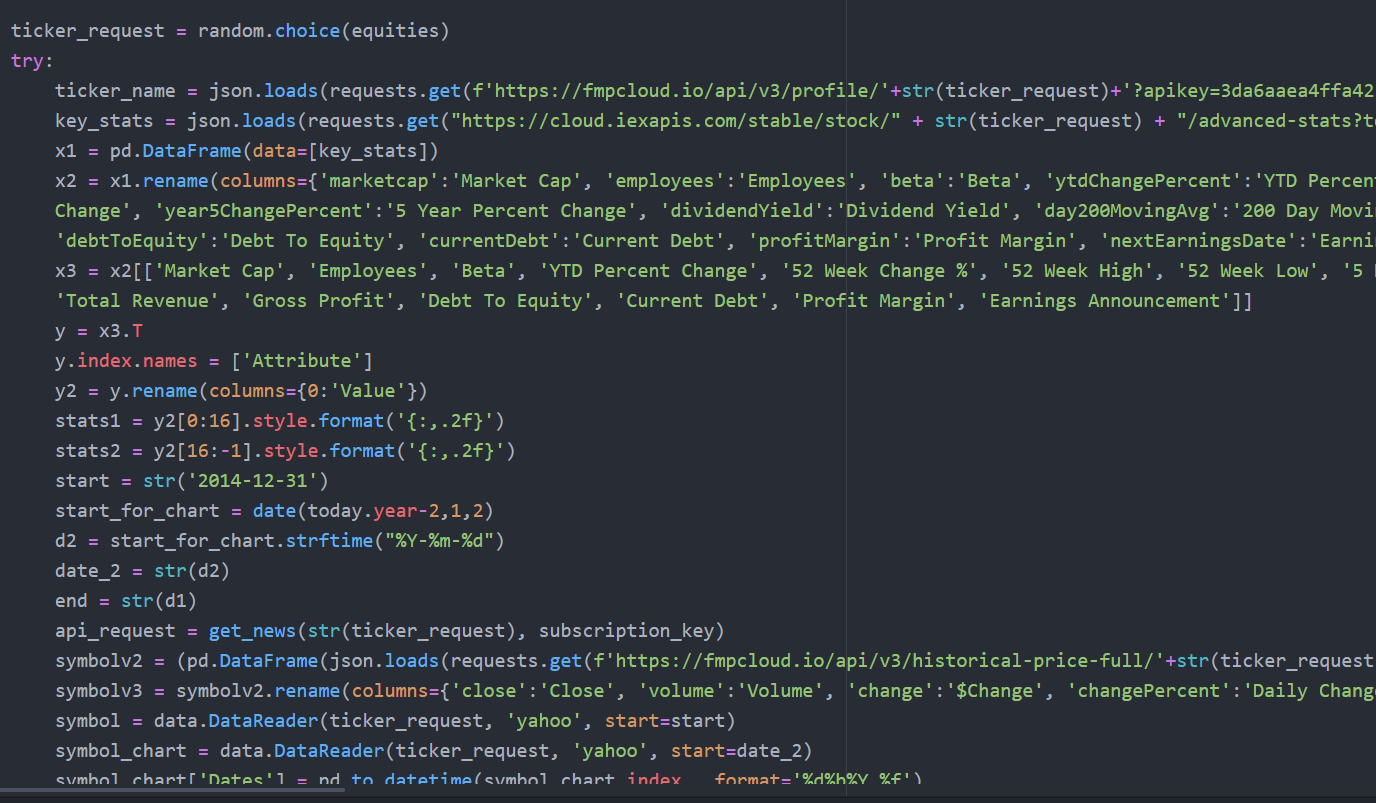 ticker_request = random.choice(equities)
try:
ticker_name = json.loads(requests.get(f'https://fmpcloud.io/api/v3/profile/'+str(ticker_request)+'?apikey=3da6aaea4ffa42
key_stats = json.loads(requests.get("https://cloud.iexapis.com/stable/stock/" + str(ticker_request) + "/advanced-stats?t
x1 = pd.DataFrame(data=[key_stats])
x2 = x1.rename(columns={'marketcap':'Market Cap', 'employees':'Employees', 'beta':'Beta', 'ytdChangePercent':'YTD Percent
Change', 'year5ChangePercent':'5 Year Percent Change', 'dividendYield':'Dividend Yield', 'day200MovingAvg':'200 Day Movi
'debtToEquity':'Debt To Equity', 'currentDebt':'Current Debt', 'profitMargin':'Profit Margin', 'nextEarningsDate':'Earni
x3 = x2[['Market Cap', 'Employees', 'Beta', 'YTD Percent Change', '52 Week Change %', '52 Week High', '52 Week Low', '5
'Total Revenue', 'Gross Profit', 'Debt To Equity', 'Current Debt', 'Profit Margin', 'Earnings Announcement']]
y = x3.T
y.index.names = ['Attribute']
y2 = y.rename(columns={0:'Value'})
stats1 = y2[0:16].style.format('{:,.2f}')
stats2 = y2[16:-1].style.format('{:,.2f}')
start = str('2014-12-31')
start_for_chart = date(today.year-2,1,2)
d2 = start_for_chart.strftime("%Y-%m-%d")
date_2 = str(d2)
end = str(d1)
api_request = get_news(str(ticker_request), subscription_key)
symbolv2 = (pd.DataFrame(json.loads(requests.get(f'https://fmpcloud.io/api/v3/historical-price-full/'+str(ticker_request
symbolv3 = symbolv2.rename(columns={'close':'Close', 'volume':'Volume', 'change':'$Change', 'changePercent':'Daily Chang
symbol = data.DataReader(ticker_request, 'yahoo', start=start)
symbol_chart = data.DataReader(ticker_request, 'yahoo', start=date_2)
symbol_chart['Dates'] = pd.to_datetime(symbol_chart.index, format='%d%b%Y %f')